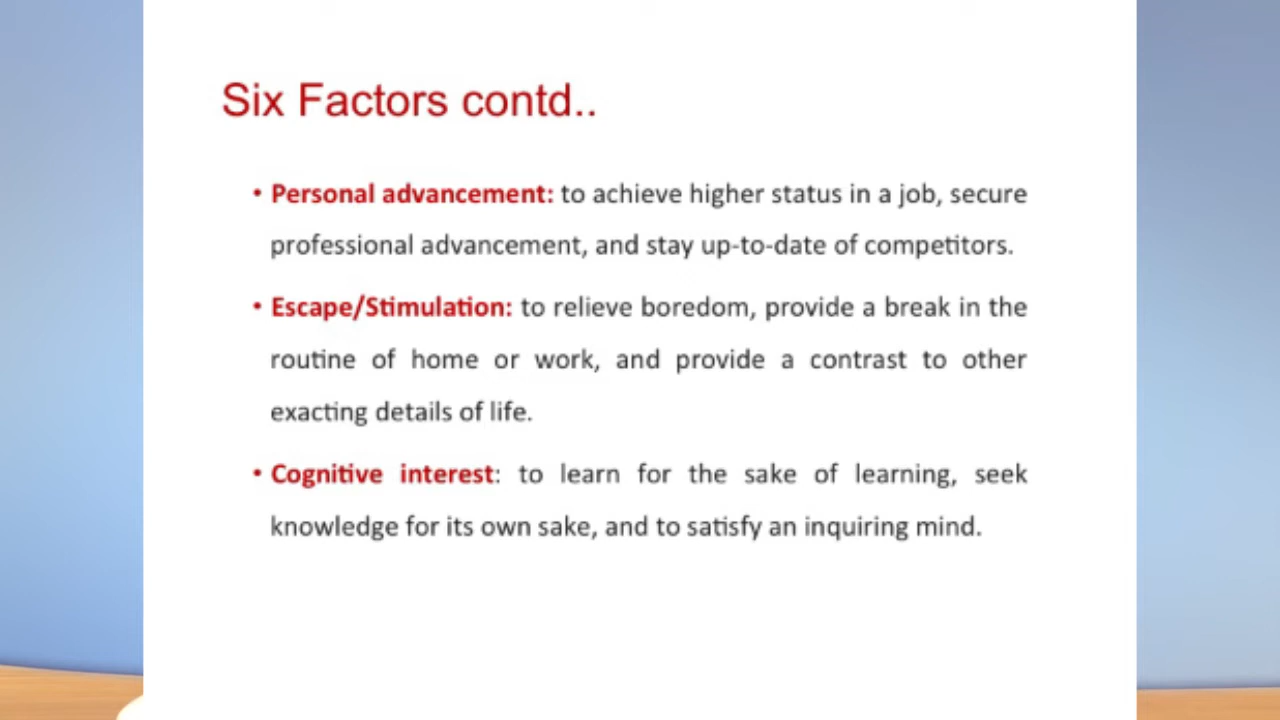 Six Factors contd..
• Personal advancement: to achieve higher status in a job, secure
professional advancement, and stay up-to-date of competitors.
• Escape/Stimulation: to relieve boredom, provide a break in the
routine of home or work, and provide a contrast to other
exacting details of life.
• Cognitive interest: to learn for the sake of learning, seek
knowledge for its own sake, and to satisfy an inquiring mind.